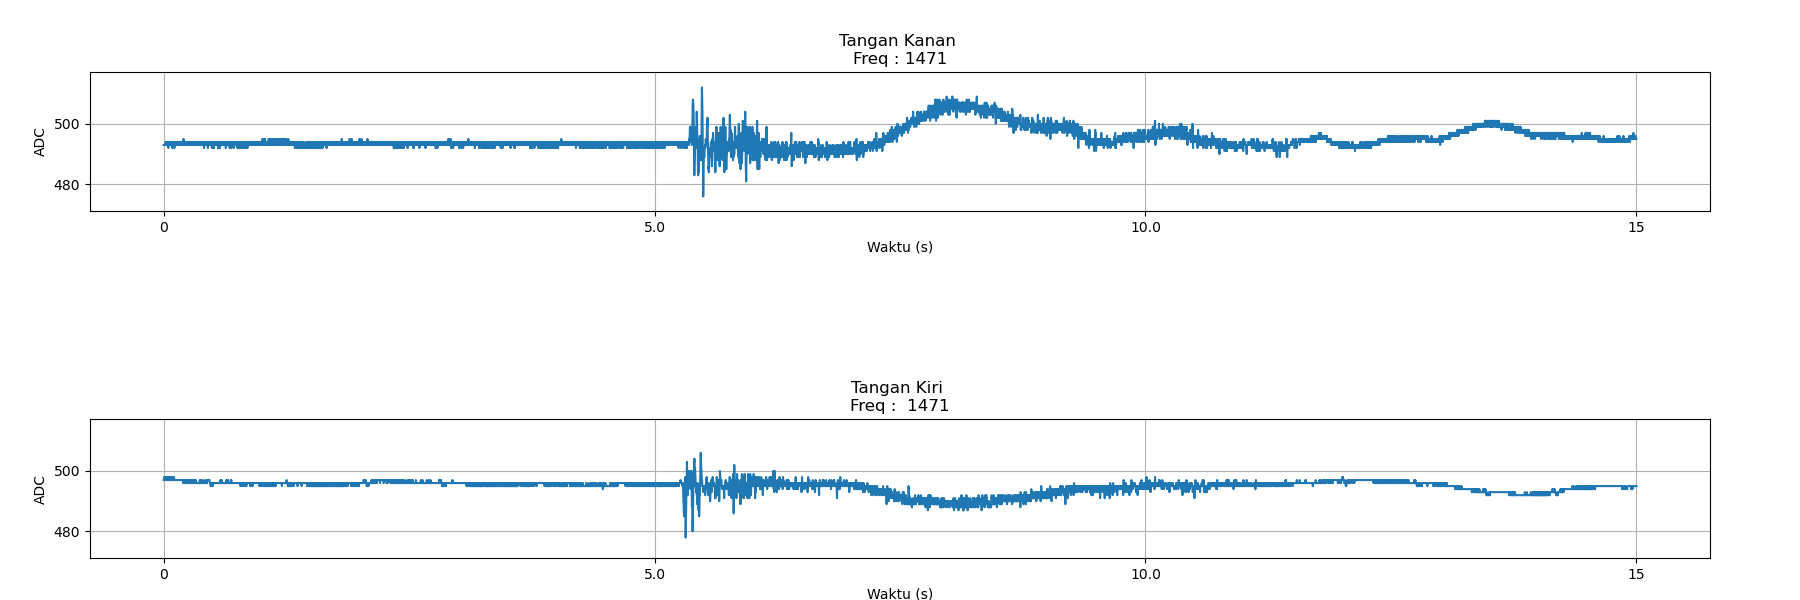 Tangan Kanan
Freq : 1471
ADC
500
480
0 5.0 10.0 15
Waktu (s)
Tangan Kiri
Freq :  1471
ADC
500
480
0 5.0 10.0 15
Waktu (s)